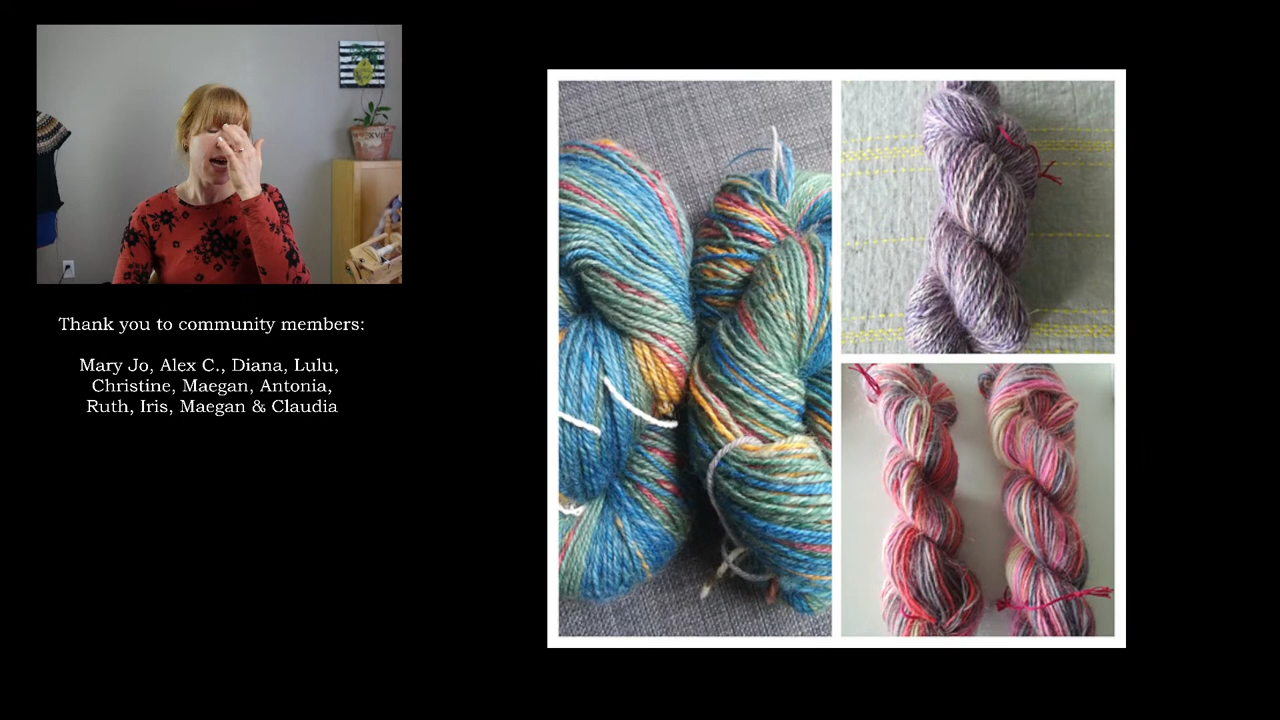 Thank you to community members:
Mary Jo, Alex C., Diana, Lulu,
Christine, Maegan, Antonia,
Ruth, Iris, Maegan & Claudia